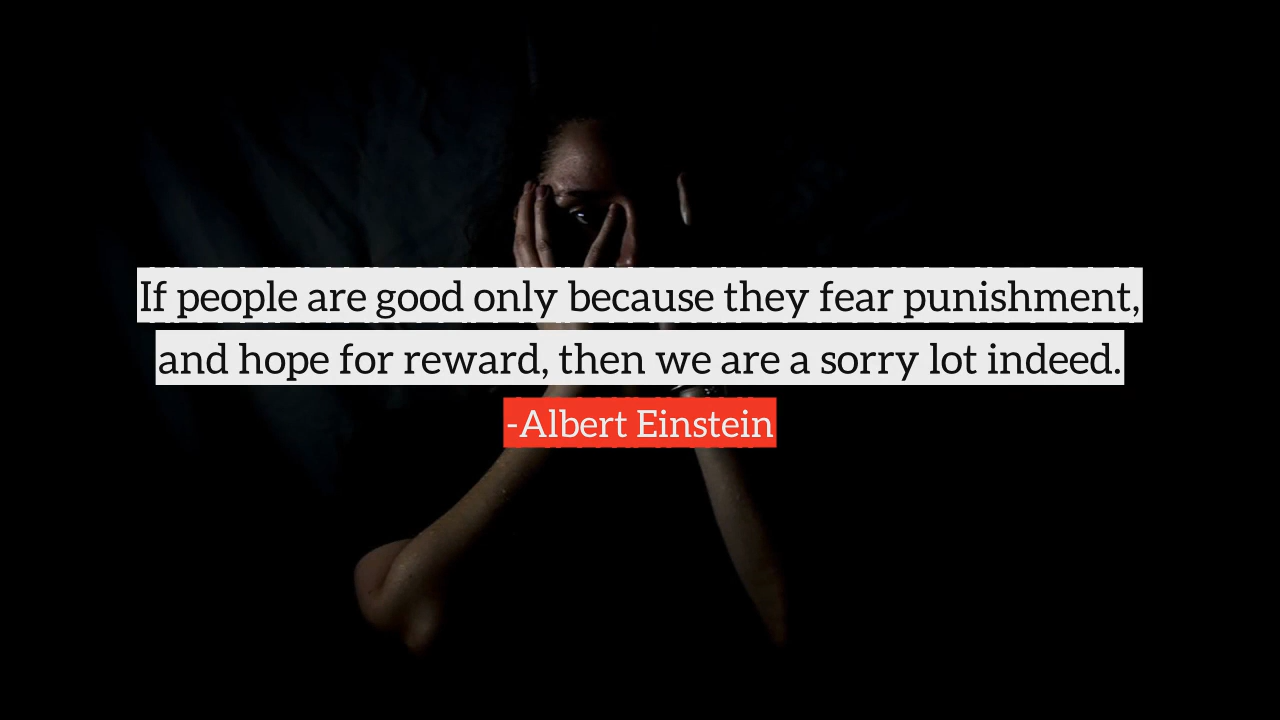 If people are good only because they fear punishment,
and hope for reward, then we are a sorry lot indeed.
-Albert Einstein